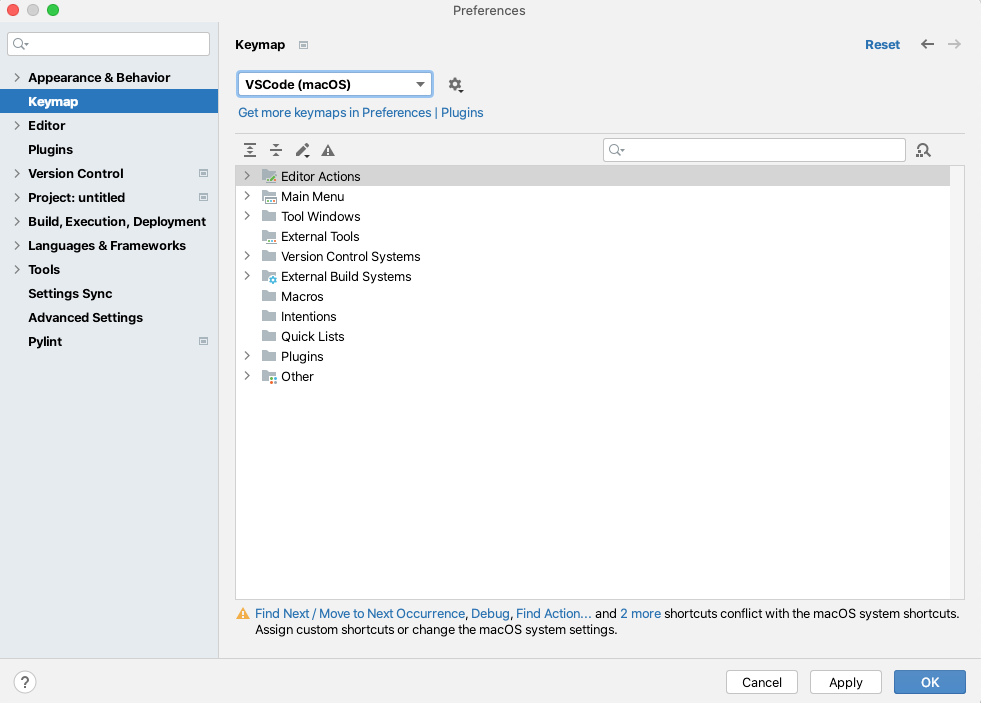 Preferences
Appearance & Behavior
Keymap
Editor
Plugins
Version Control
Project: untitled
Build, Execution, Deployment
Languages & Frameworks
Tools
Settings Sync
Advanced Settings
Pylint
Keymap
Reset
VSCode (macOS)
Get more keymaps in Preferences | Plugins
Editor Actions
Main Menu
Tool Windows
External Tools
Version Control Systems
External Build Systems
Macros
Intentions
Quick Lists
Plugins
Other
Find Next / Move to Next Occurrence, Debug, Find Action... and 2 more shortcuts conflict with the macOS system shortcuts.
Assign custom shortcuts or change the macOS system settings.
?
Cancel
Apply
OK